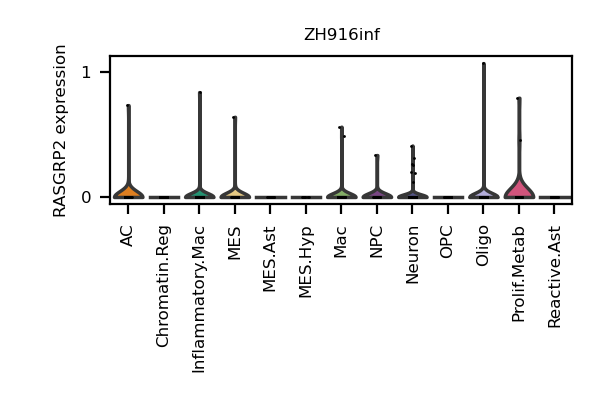 ZH916inf
RASGRP2 expression
1
0
AC
Chromatin.Reg
Inflammatory.Mac
MES
MES.Ast
MES.Hyp
Mac
NPC
Neuron
OPC
Oligo
Prolif.Metab
Reactive.Ast